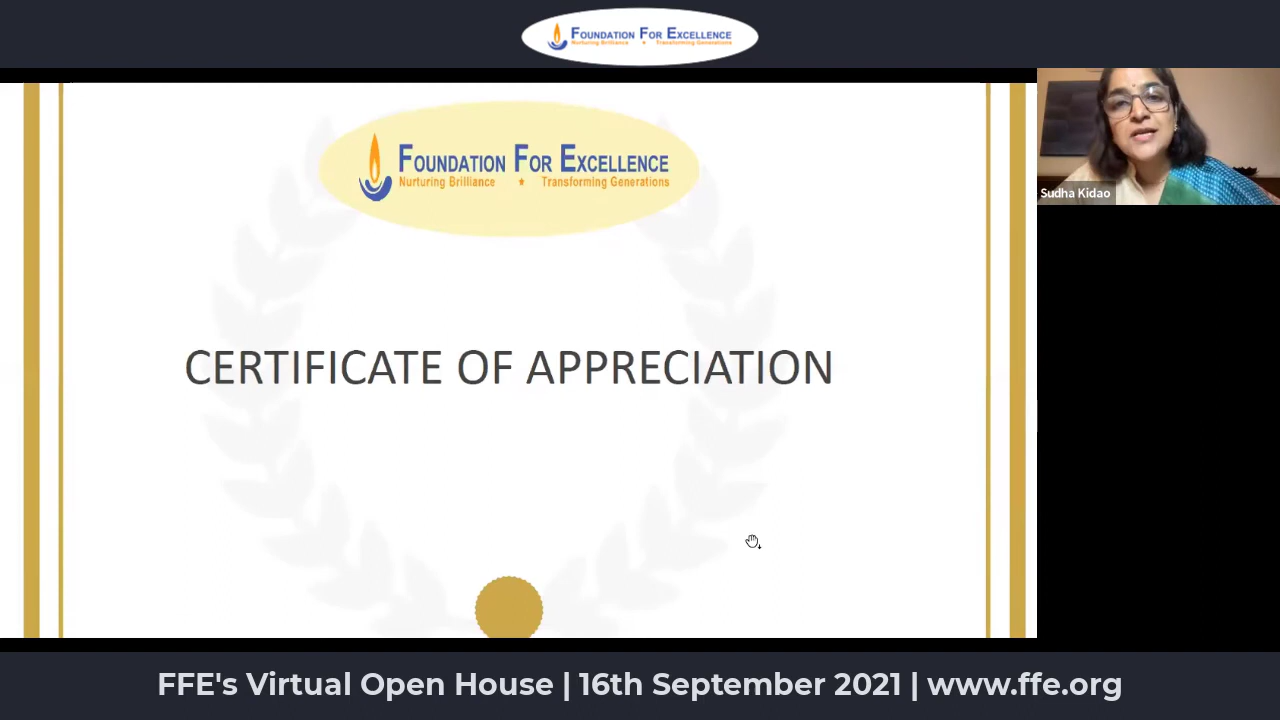 FOUNDATION FOR EXCELLENCE
Nurturing Brilliance ★ Transforming Generations
FOUNDATION FOR EXCELLENCE
Nurturing Brilliance ★ Transforming Generations
Sudha Kidao
CERTIFICATE OF APPRECIATION
FFE's Virtual Open House | 16th September 2021 | www.ffe.org